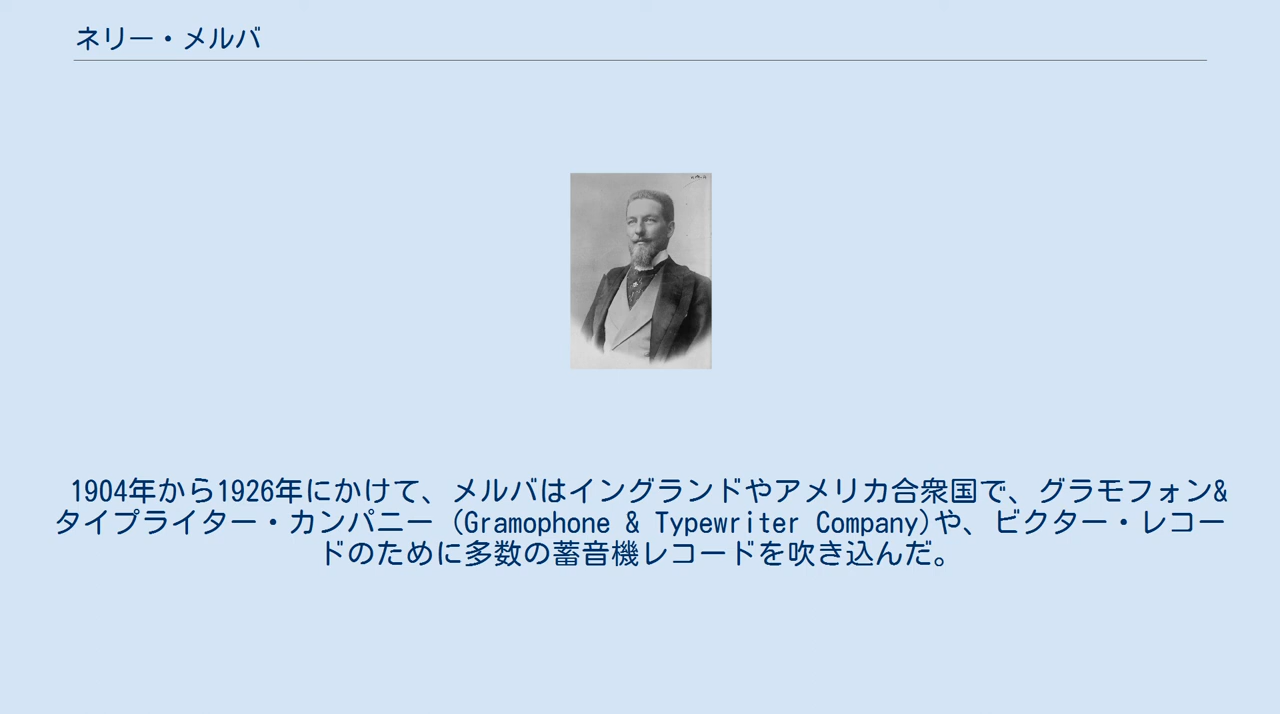 ネリー・メルバ
1904年から1926年にかけて、メルバはイングランドやアメリカ合衆国で、グラモフォン&
タイプライター・カンパニー (Gramophone & Typewriter Company)や、ビクター・レコー
ドのために多数の蓄音機レコードを吹き込んだ。